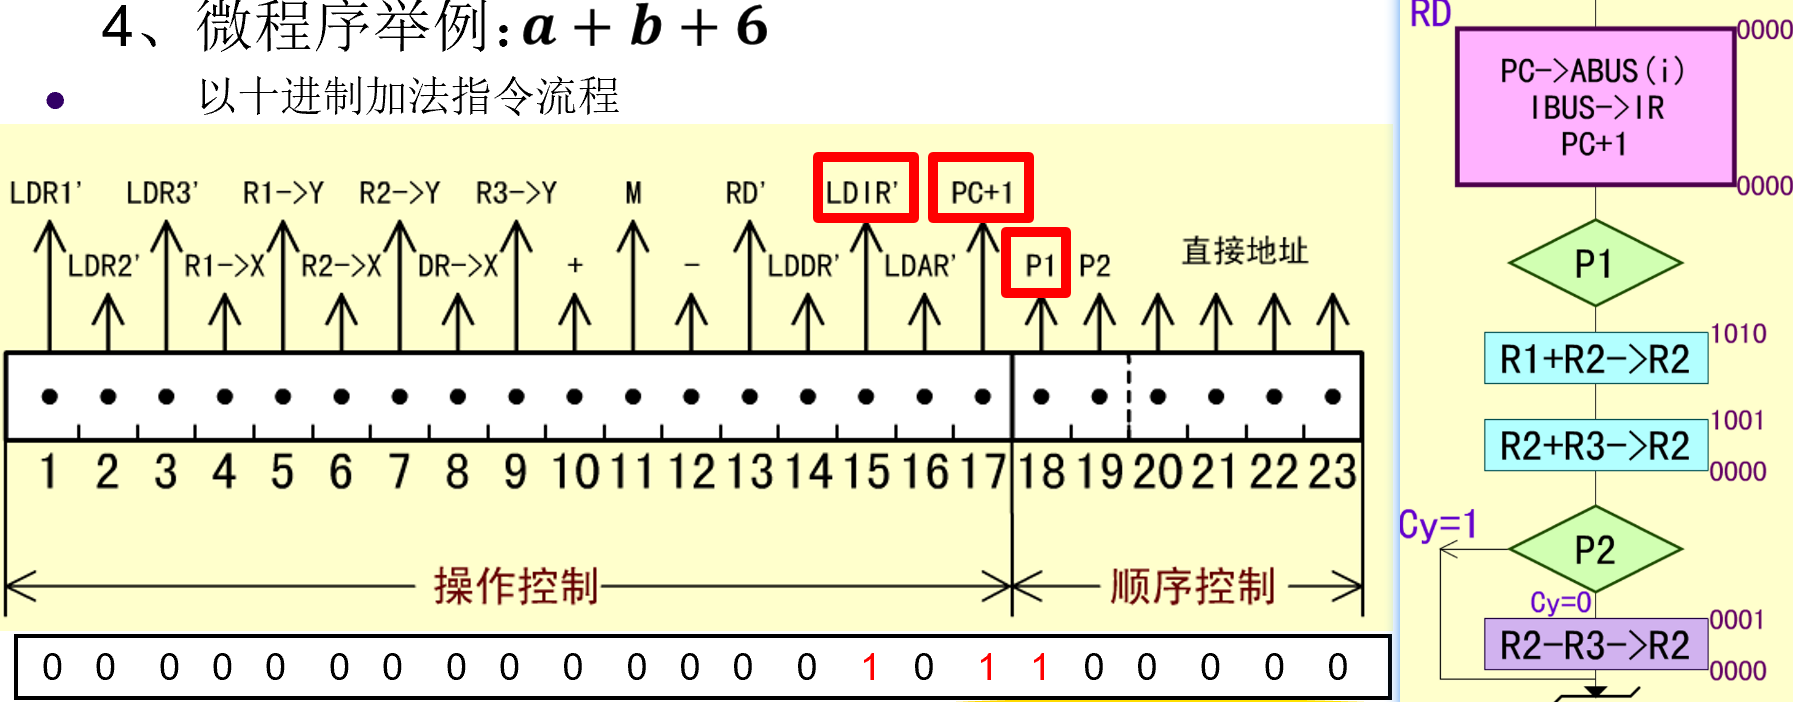 4、微程序举例:a + b + 6
• 以十进制加法指令流程
LDR1' LDR3' R1->Y R2->Y R3->Y M RD' LDIR' PC+1
LDR2' R1->X R2->X DR->X + - LDDR' LDAR' P1 P2 直接地址
1 2 3 4 5 6 7 8 9 10 11 12 13 14 15 16 17 18 19 20 21 22 23
操作控制 顺序控制
0 0 0 0 0 0 0 0 0 0 0 0 0 0 1 0 1 1 0 0 0 0 0
RD
0000
PC->ABUS(i)
IBUS->IR
PC+1
0000
P1
1010
R1+R2->R2
1001
R2+R3->R2
0000
Cy=1
P2
Cy=0
0001
R2-R3->R2
0000